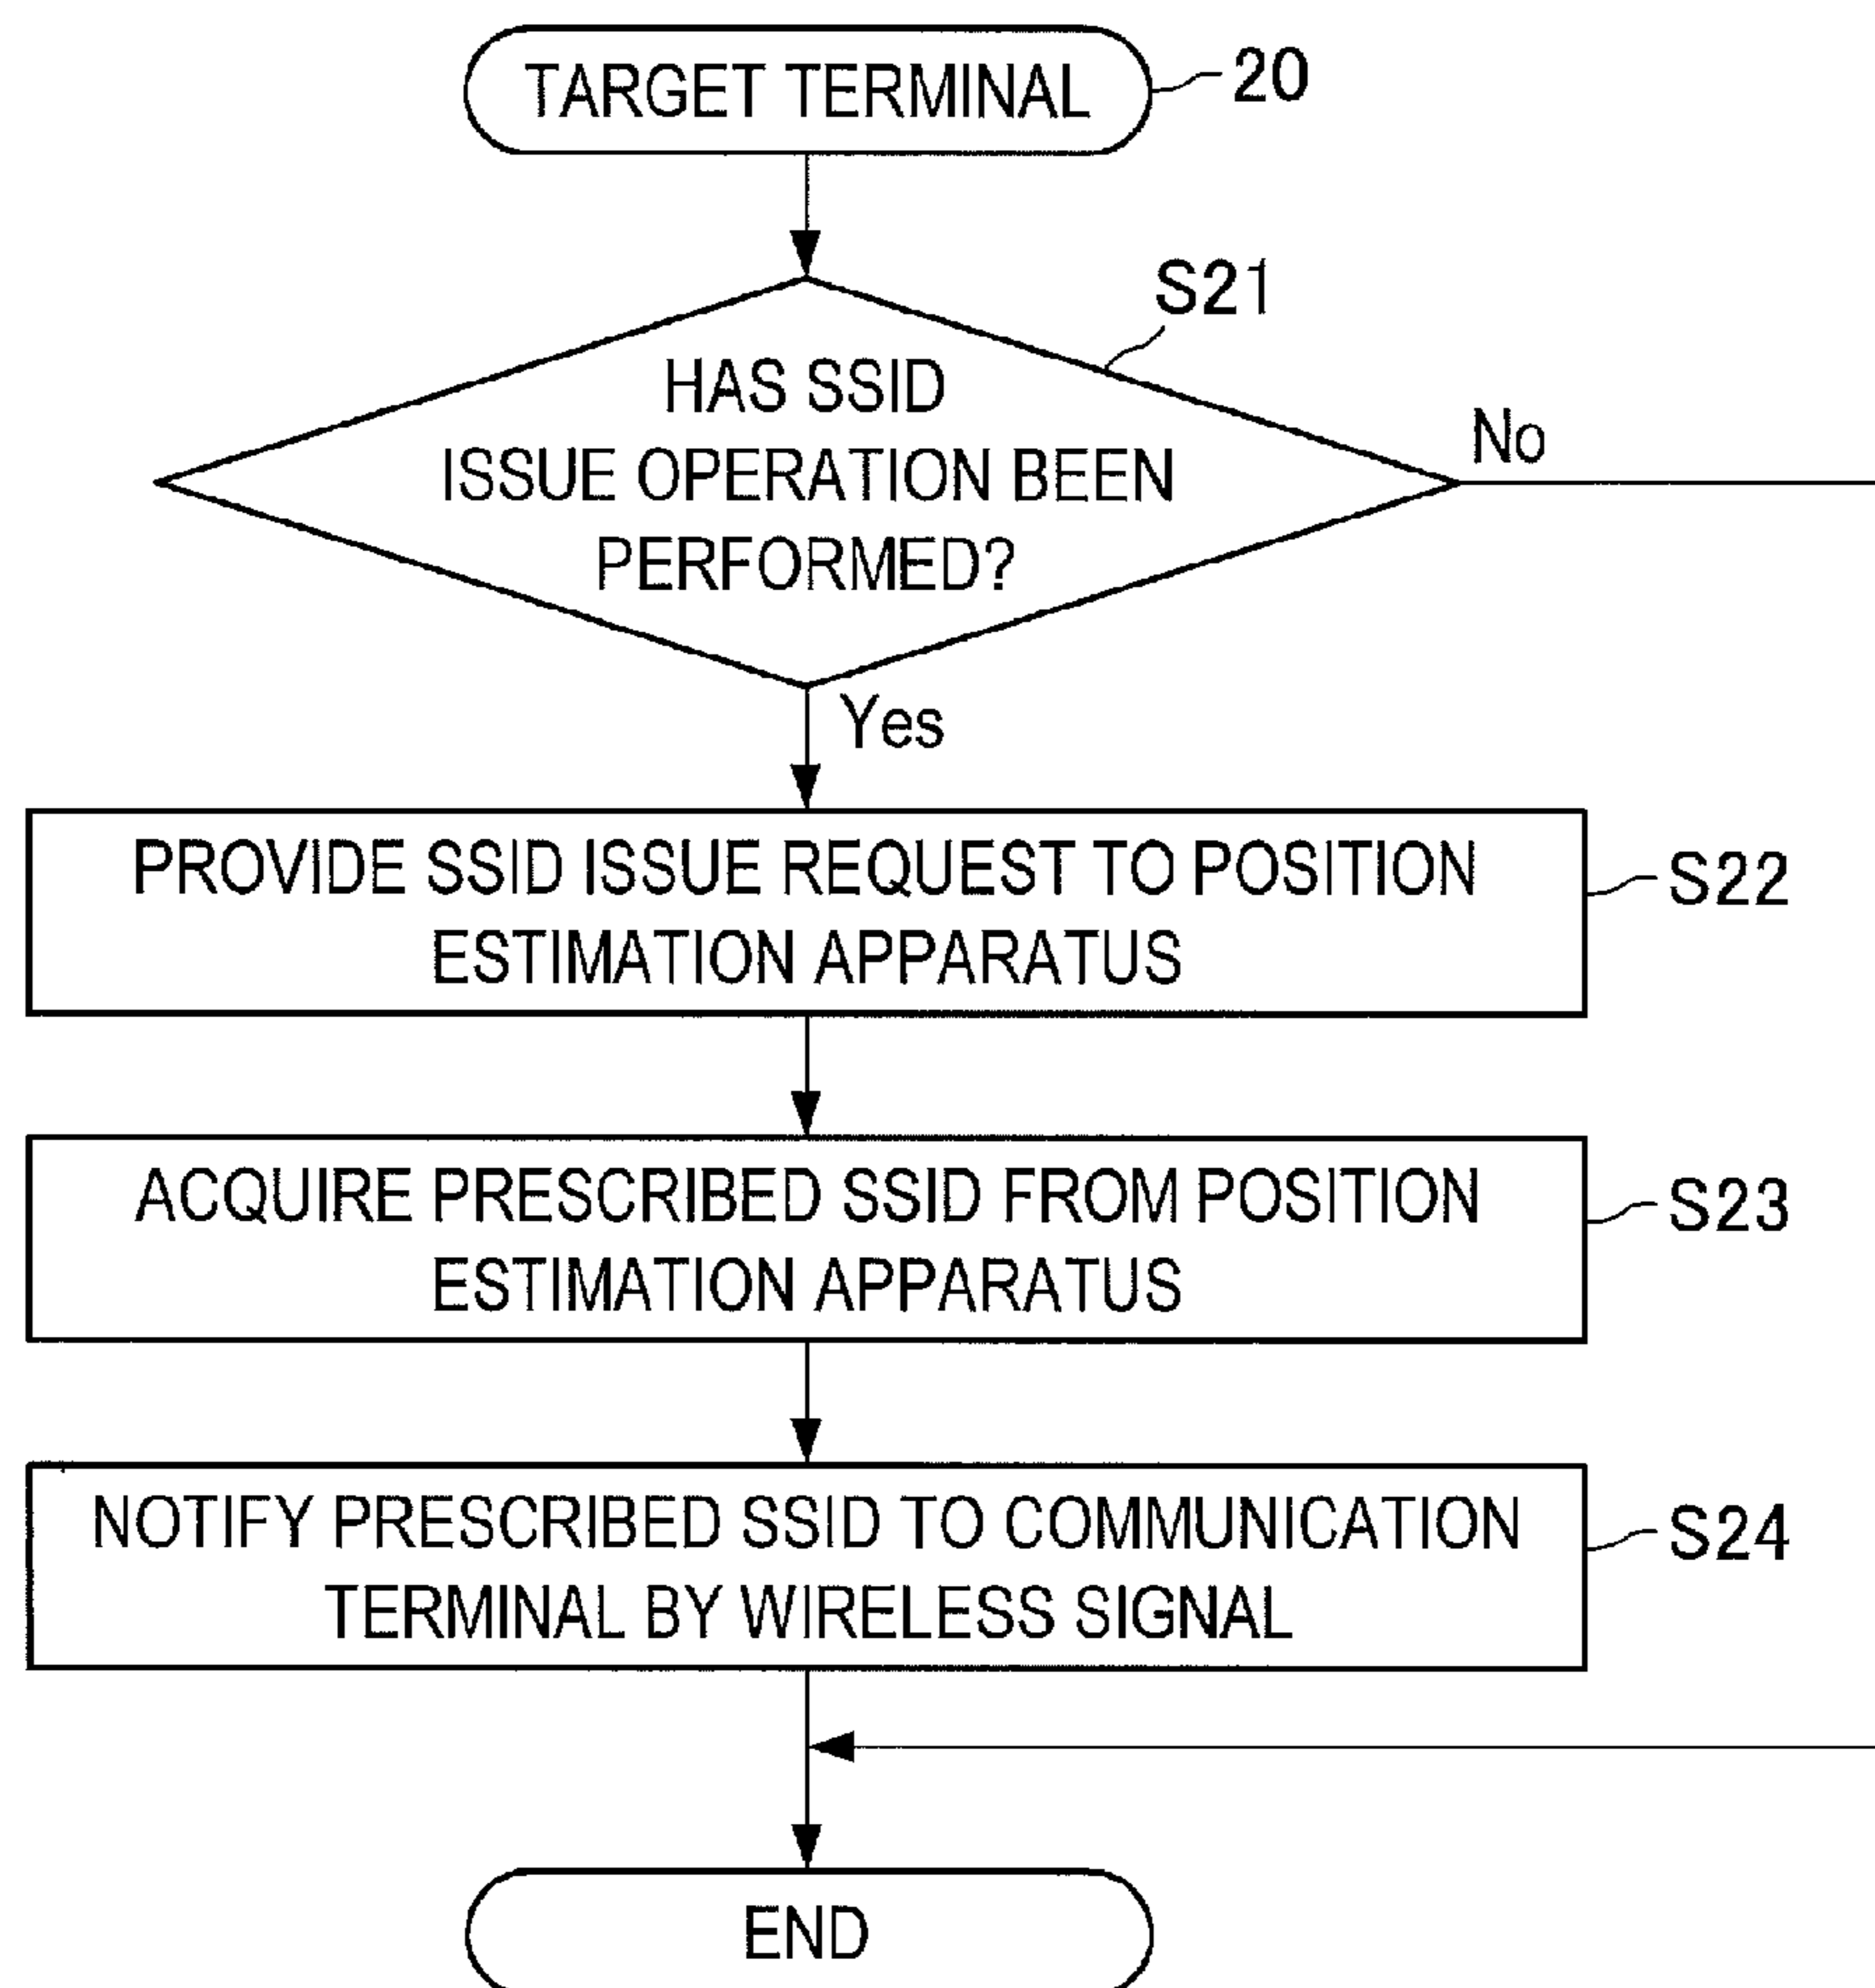 TARGET TERMINAL
20
S21
HAS SSID
ISSUE OPERATION BEEN
PERFORMED?
No
Yes
PROVIDE SSID ISSUE REQUEST TO POSITION
ESTIMATION APPARATUS
S22
ACQUIRE PRESCRIBED SSID FROM POSITION
ESTIMATION APPARATUS
S23
NOTIFY PRESCRIBED SSID TO COMMUNICATION
TERMINAL BY WIRELESS SIGNAL
S24
END